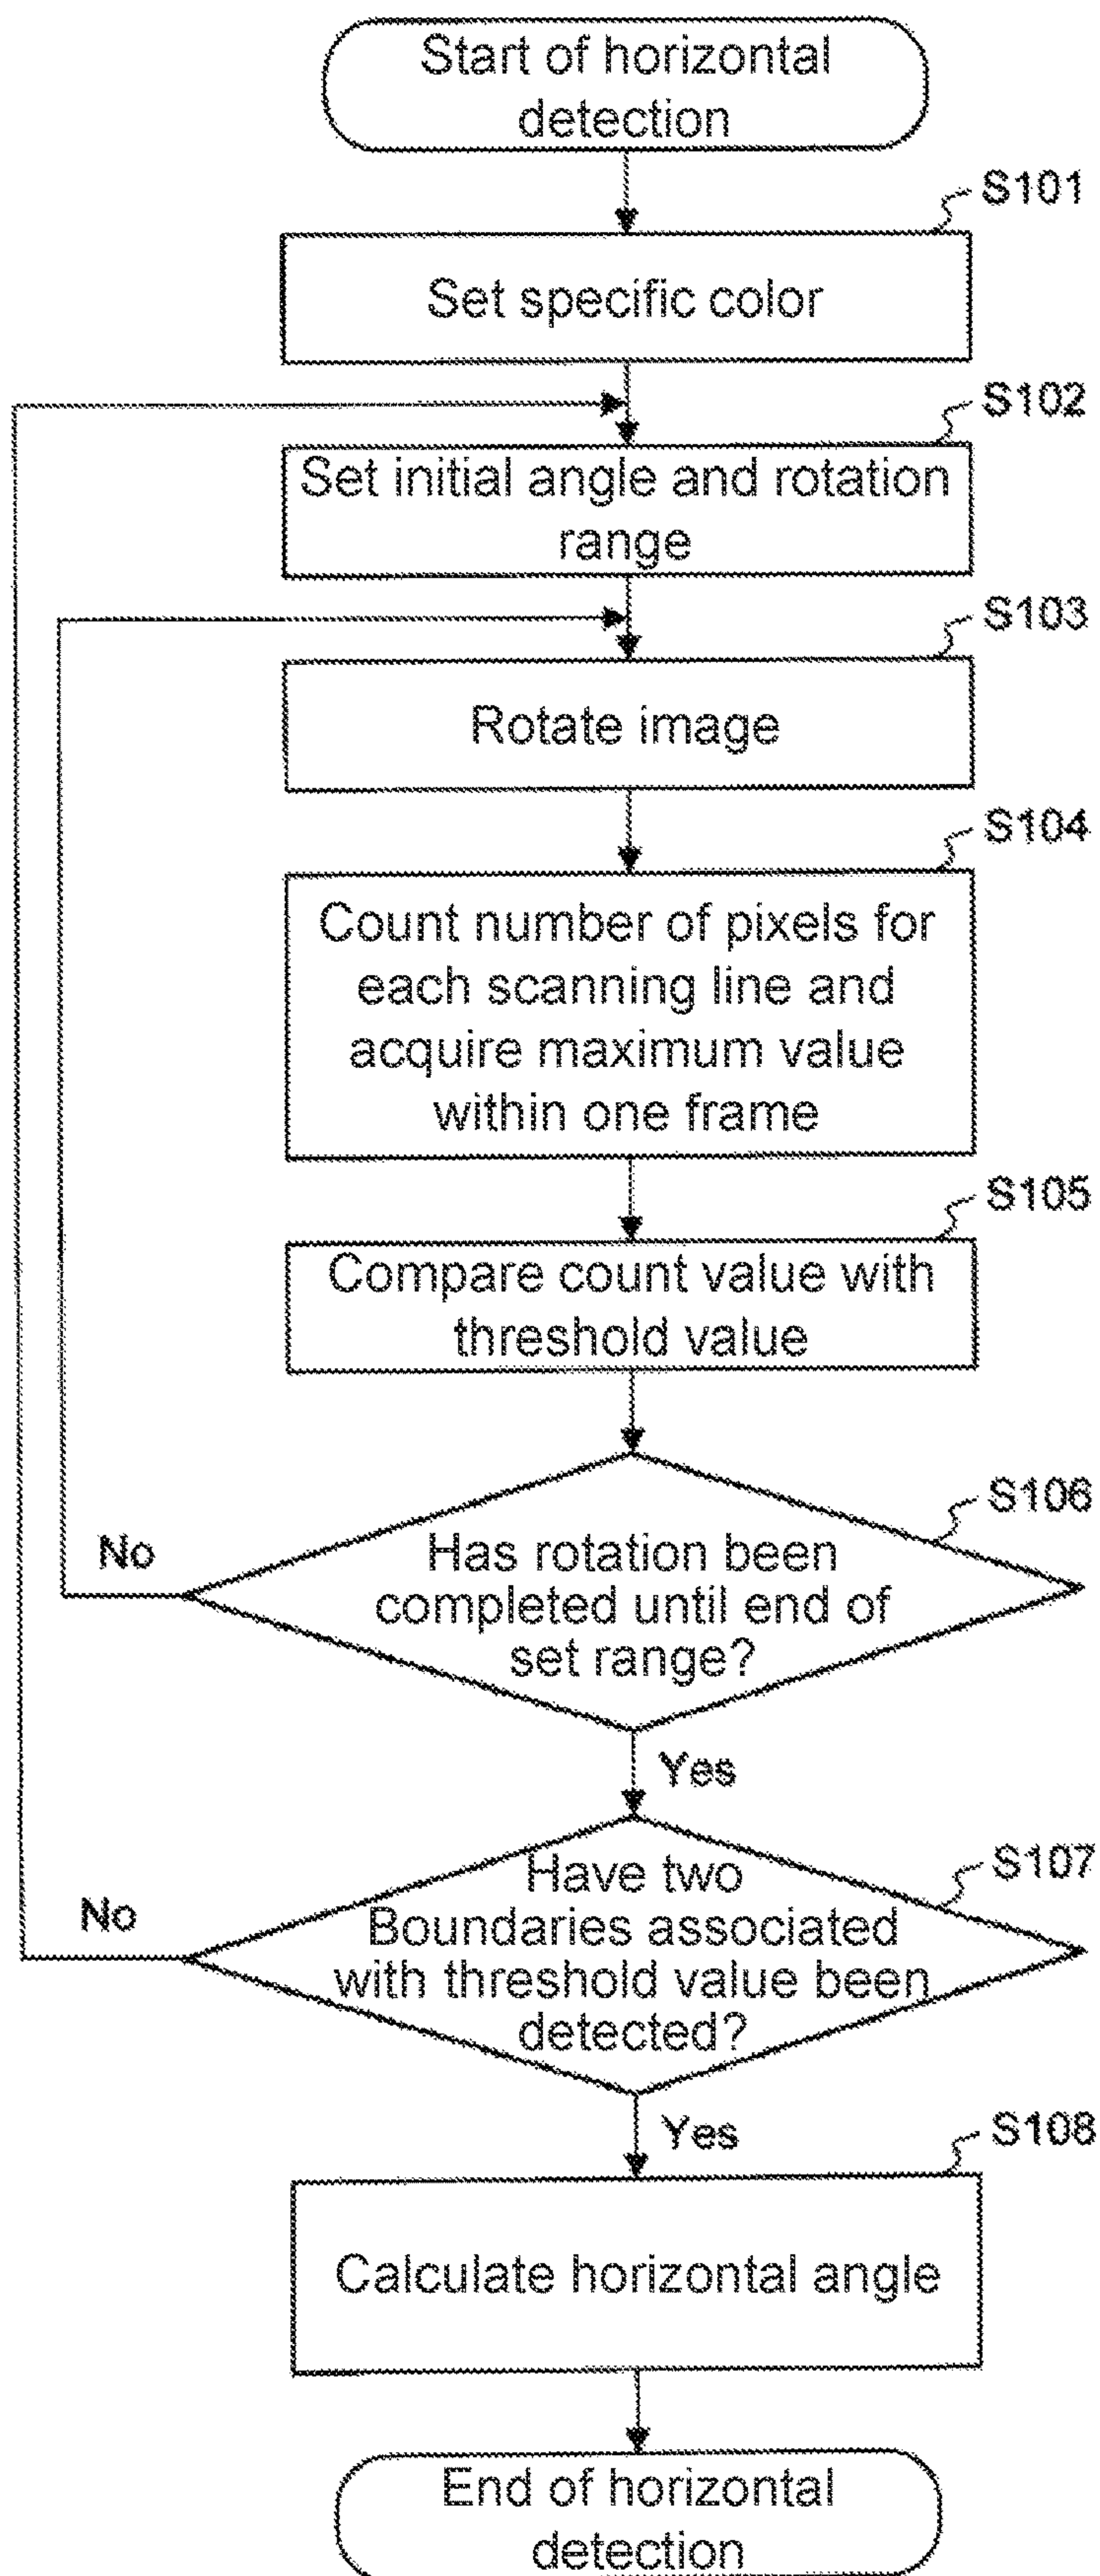 Start of horizontal
detection
S101
Set specific color
S102
Set initial angle and rotation
range
S103
Rotate image
S104
Count number of pixels for
each scanning line and
acquire maximum value
within one frame
S105
Compare count value with
threshold value
S106
Has rotation been
completed until end of
set range?
No
Yes
S107
Have two
Boundaries associated
with threshold value been
detected?
No
Yes
S108
Calculate horizontal angle
End of horizontal
detection